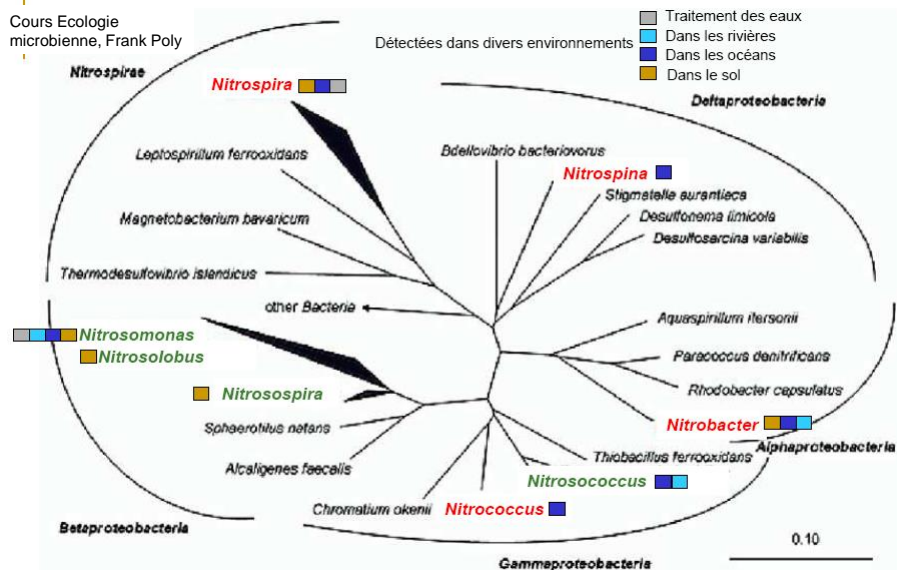 Cours Ecologie
microbienne, Frank Poly
Détectées dans divers environnements
Traitement des eaux
Dans les rivières
Dans les océans
Dans le sol
Nitrospirae
Nitrospira
Deltaproteobacteria
Leptospirillum ferrooxidans
Bdellovibrio bacteriovorus
Nitrospina
Stigmatelle aurantiaca
Magnetobacterium bavaricum
Desulfonema limicola
Desulfosarcina variabilis
Thermodesulfovibrio islandicus
other Bacteria
Aquaspirillum itersonii
Nitrosomonas
Nitrosolobus
Paracoccus denitrificans
Rhodobacter capsulatus
Nitrosospira
Nitrobacter
Sphaerotilus natans
Alphaproteobacteria
Thiobacillus ferrooxidans
Alcaligenes faecalis
Nitrosococcus
Chromatium okenii
Nitrococcus
Betaproteobacteria
0.10
Gammaproteobacteria